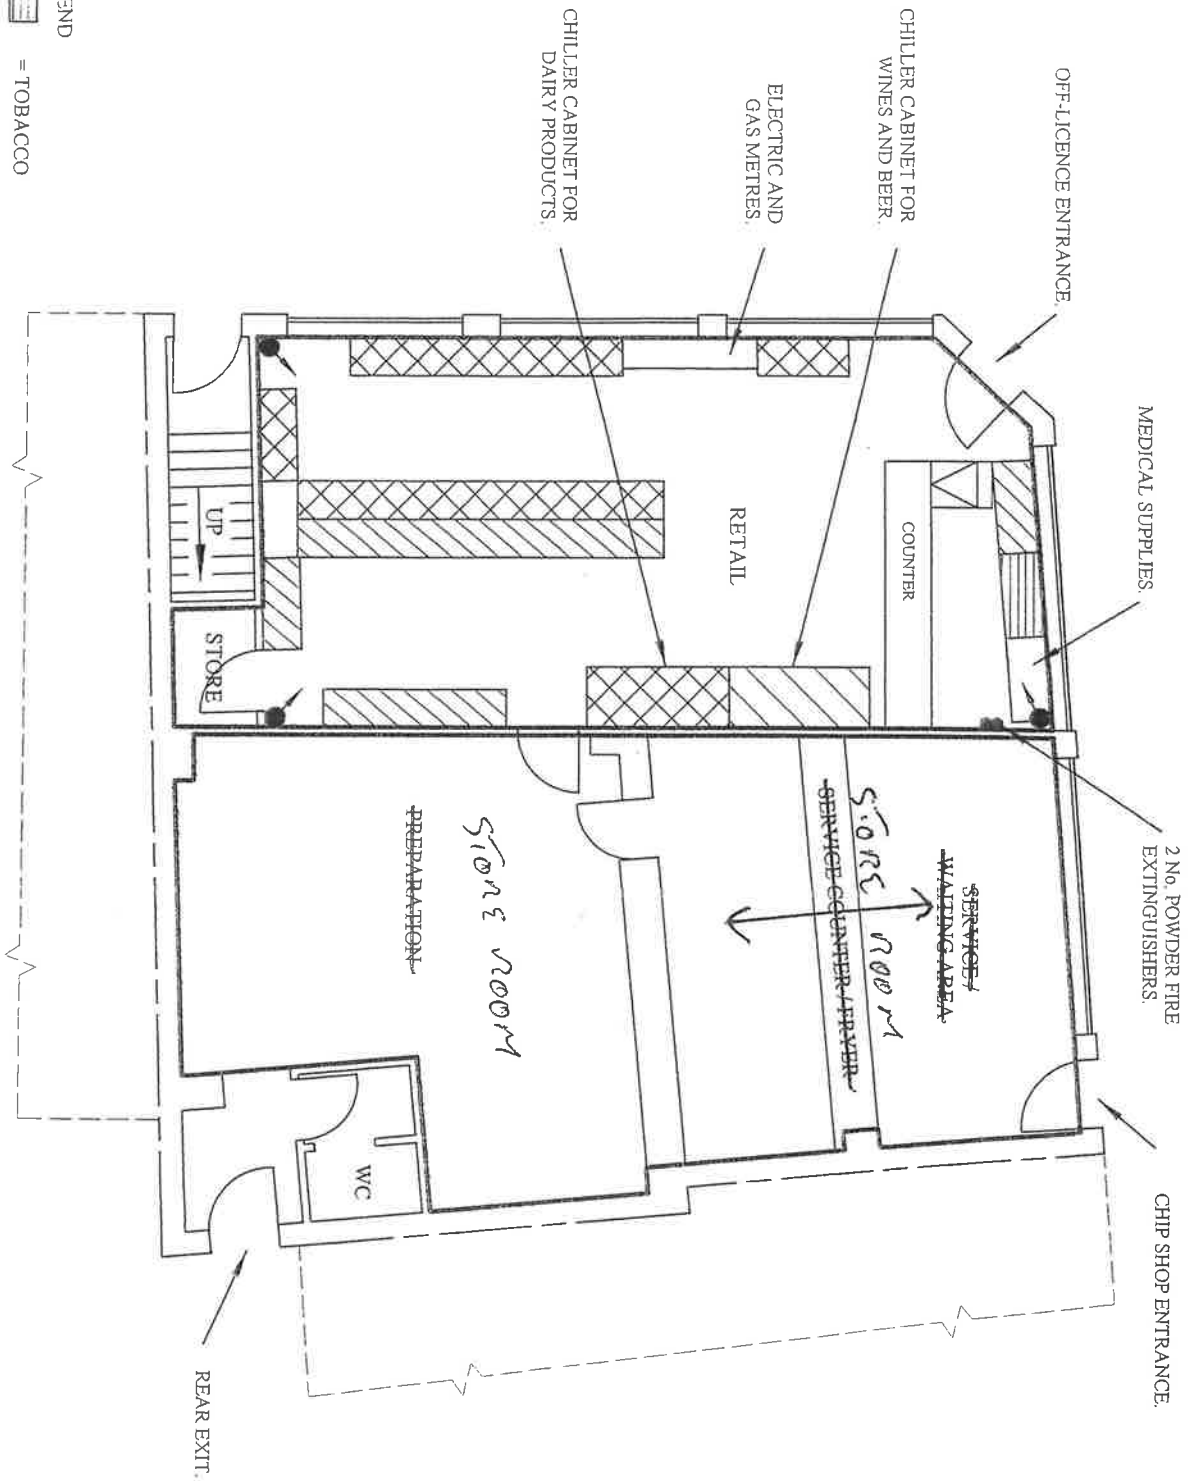 CHIP SHOP ENTRANCE.
2 No. POWDER FIRE
EXTINGUISHERS.
MEDICAL SUPPLIES.
OFF-LICENCE ENTRANCE.
SERVICE /
WAITING AREA
STORE ROOM
SERVICE COUNTER / FRYER
COUNTER
CHILLER CABINET FOR
WINES AND BEER.
ELECTRIC AND
GAS METRES.
RETAIL
CHILLER CABINET FOR
DAIRY PRODUCTS.
STORE ROOM
PREPARATION
WC
REAR EXIT.
UP
STORE
END
= TOBACCO